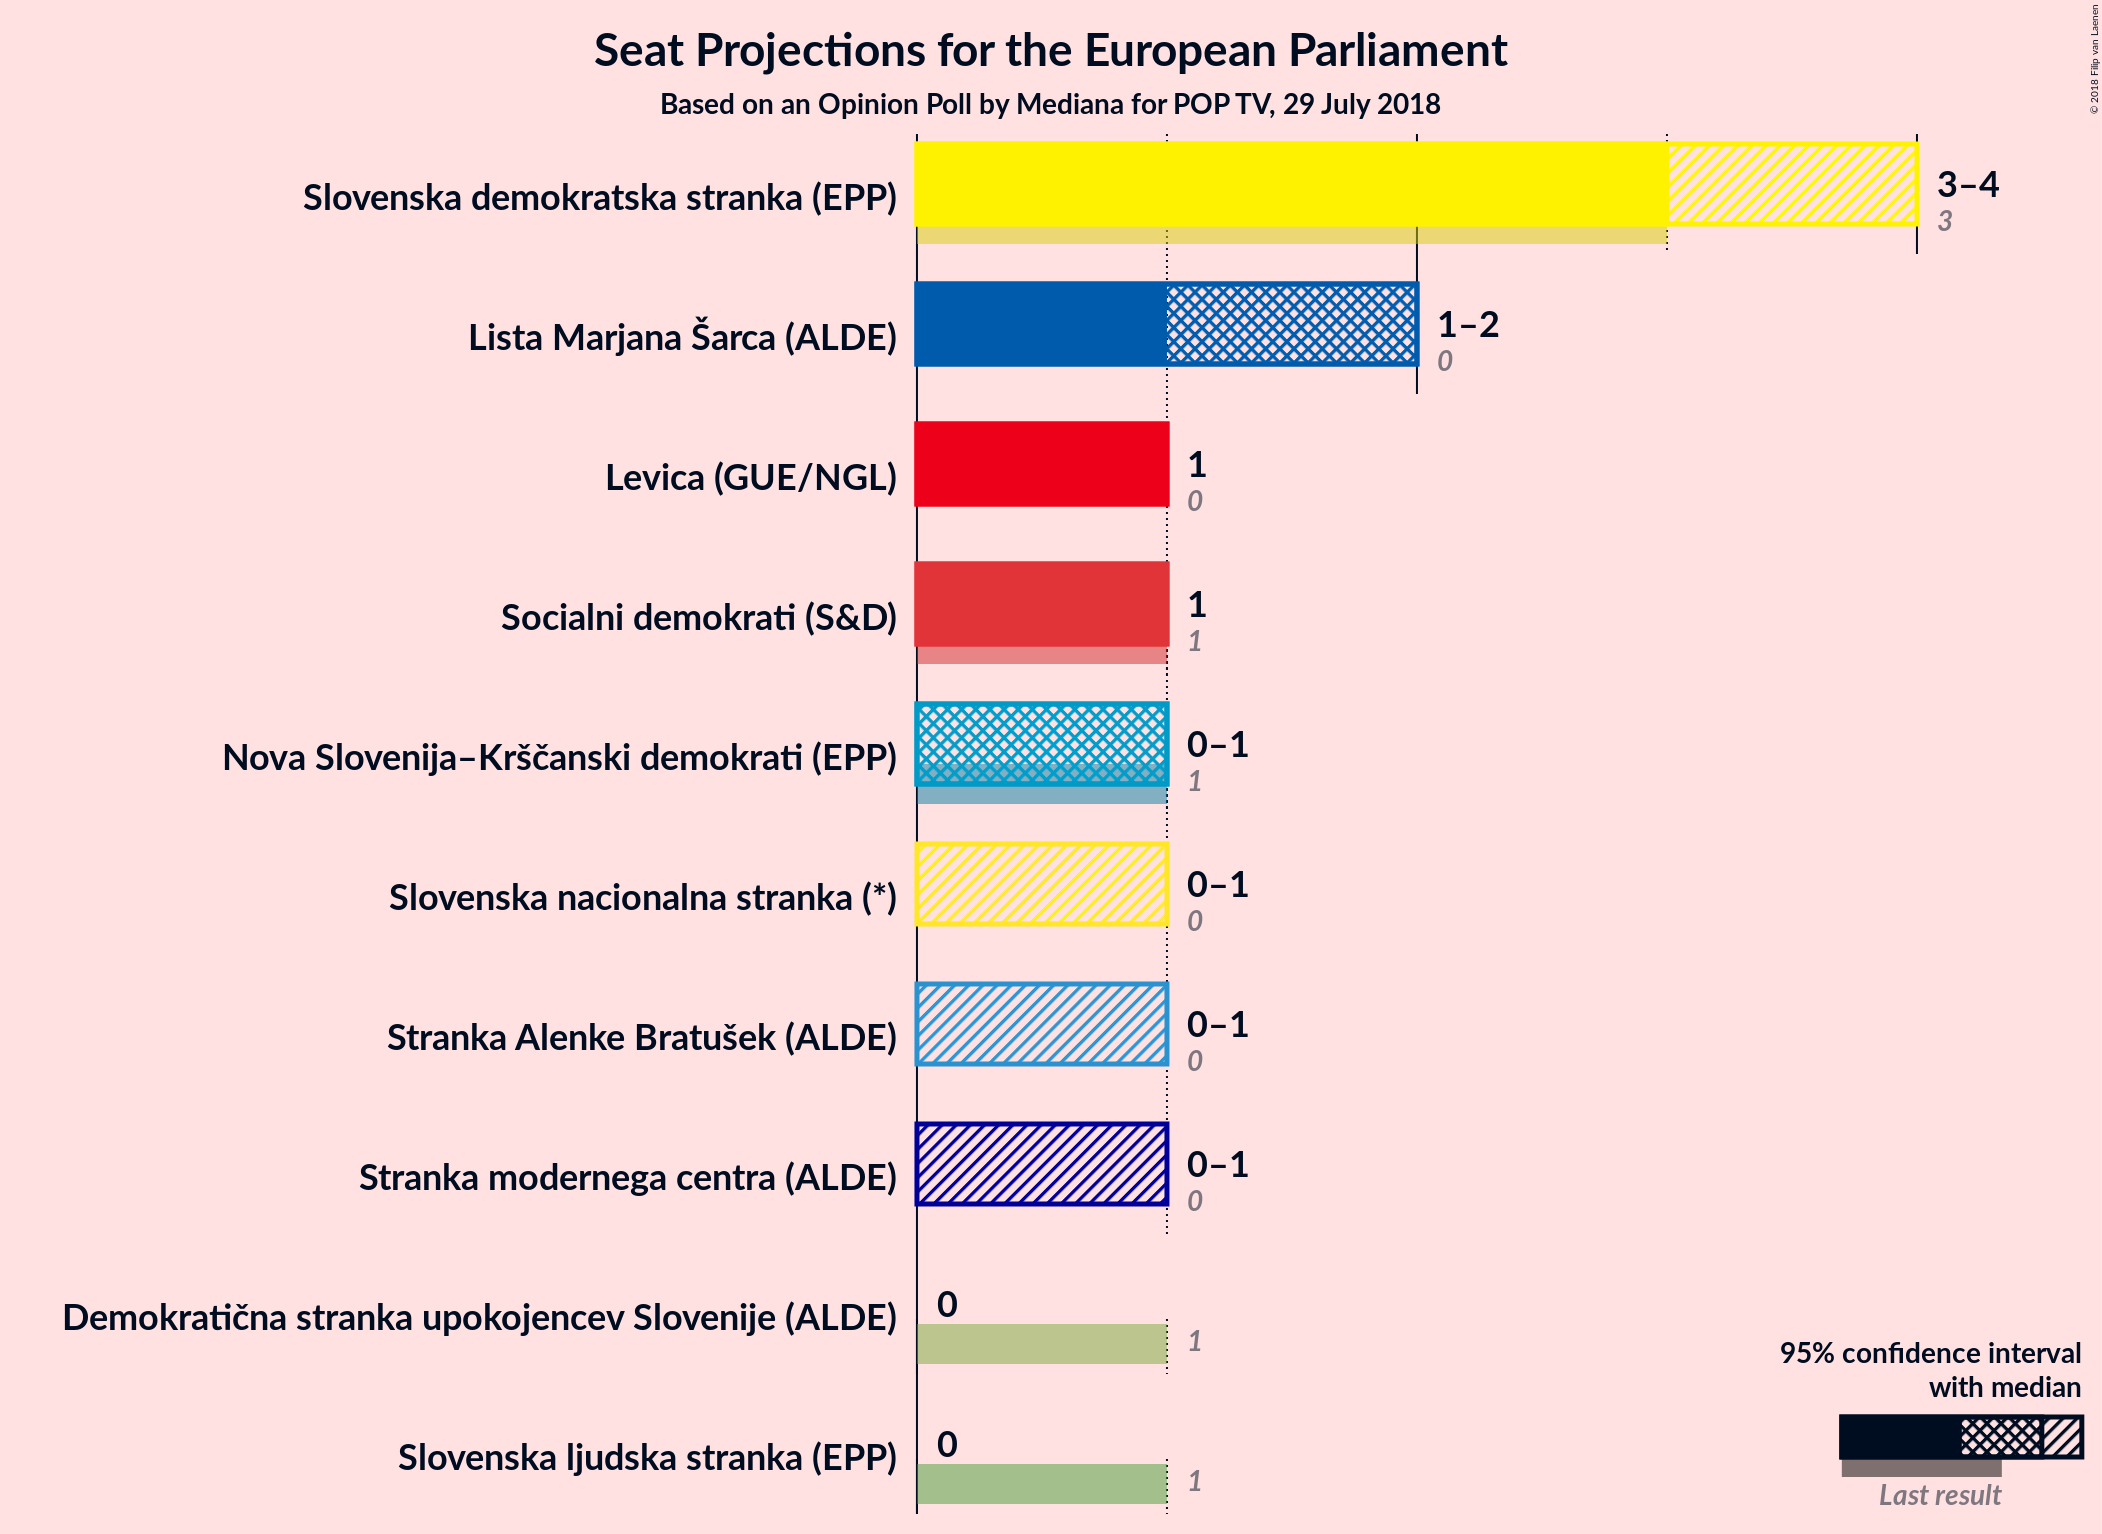 Seat Projections for the European Parliament
Based on an Opinion Poll by Mediana for POP TV, 29 July 2018
© 2018 Filip van Laenen
Slovenska demokratska stranka (EPP)
3–4
3
Lista Marjana Šarca (ALDE)
1–2
0
Levica (GUE/NGL)
1
0
Socialni demokrati (S&D)
1
1
Nova Slovenija–Krščanski demokrati (EPP)
0–1
1
Slovenska nacionalna stranka (*)
0–1
0
Stranka Alenke Bratušek (ALDE)
0–1
0
Stranka modernega centra (ALDE)
0–1
0
Demokratična stranka upokojencev Slovenije (ALDE)
0
1
Slovenska ljudska stranka (EPP)
0
1
95% confidence interval
with median
Last result